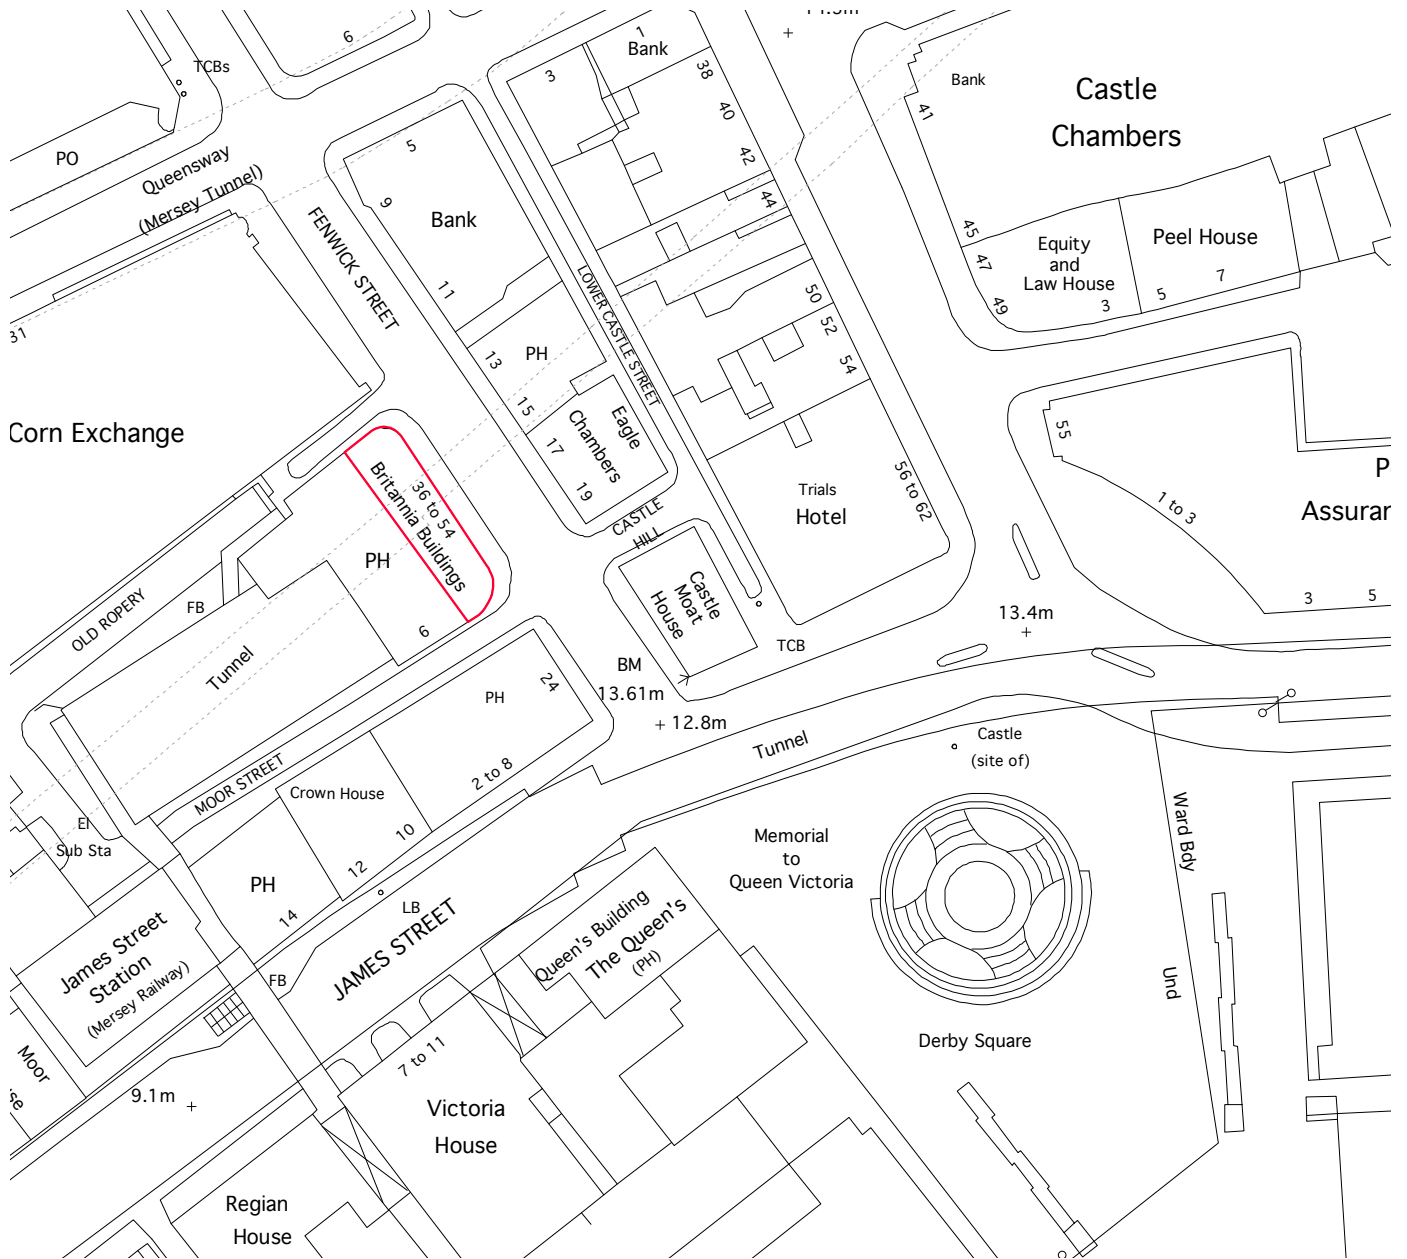 6
TCBs
PO
Queensway
(Mersey Tunnel)
31
Corn Exchange
FENWICK STREET
5
9
Bank
11
13
PH
15
17
19
Eagle
Chambers
LOWER CASTLE STREET
CASTLE
HILL
3
1
Bank
38
40
42
44
50
52
54
Trials
Hotel
56 to 62
Bank
41
45
47
49
Castle
Chambers
Equity
and
Law House
3
Peel House
5
7
55
1 to 3
P
Assurar
3
5
13.4m
36 to 54
Britannia Buildings
PH
6
OLD ROPERY
FB
Tunnel
Castle
Moat
House
BM
13.61m
TCB
12.8m
MOOR STREET
PH
24
2 to 8
Crown House
10
12
PH
14
El
Sub Sta
James Street
Station
(Mersey Railway)
FB
LB
JAMES STREET
Tunnel
Castle
(site of)
Memorial
to
Queen Victoria
Derby Square
Ward Bdy
Und
Queen's Building
The Queen's
(PH)
7 to 11
Victoria
House
Moor
se
9.1m
Regian
House